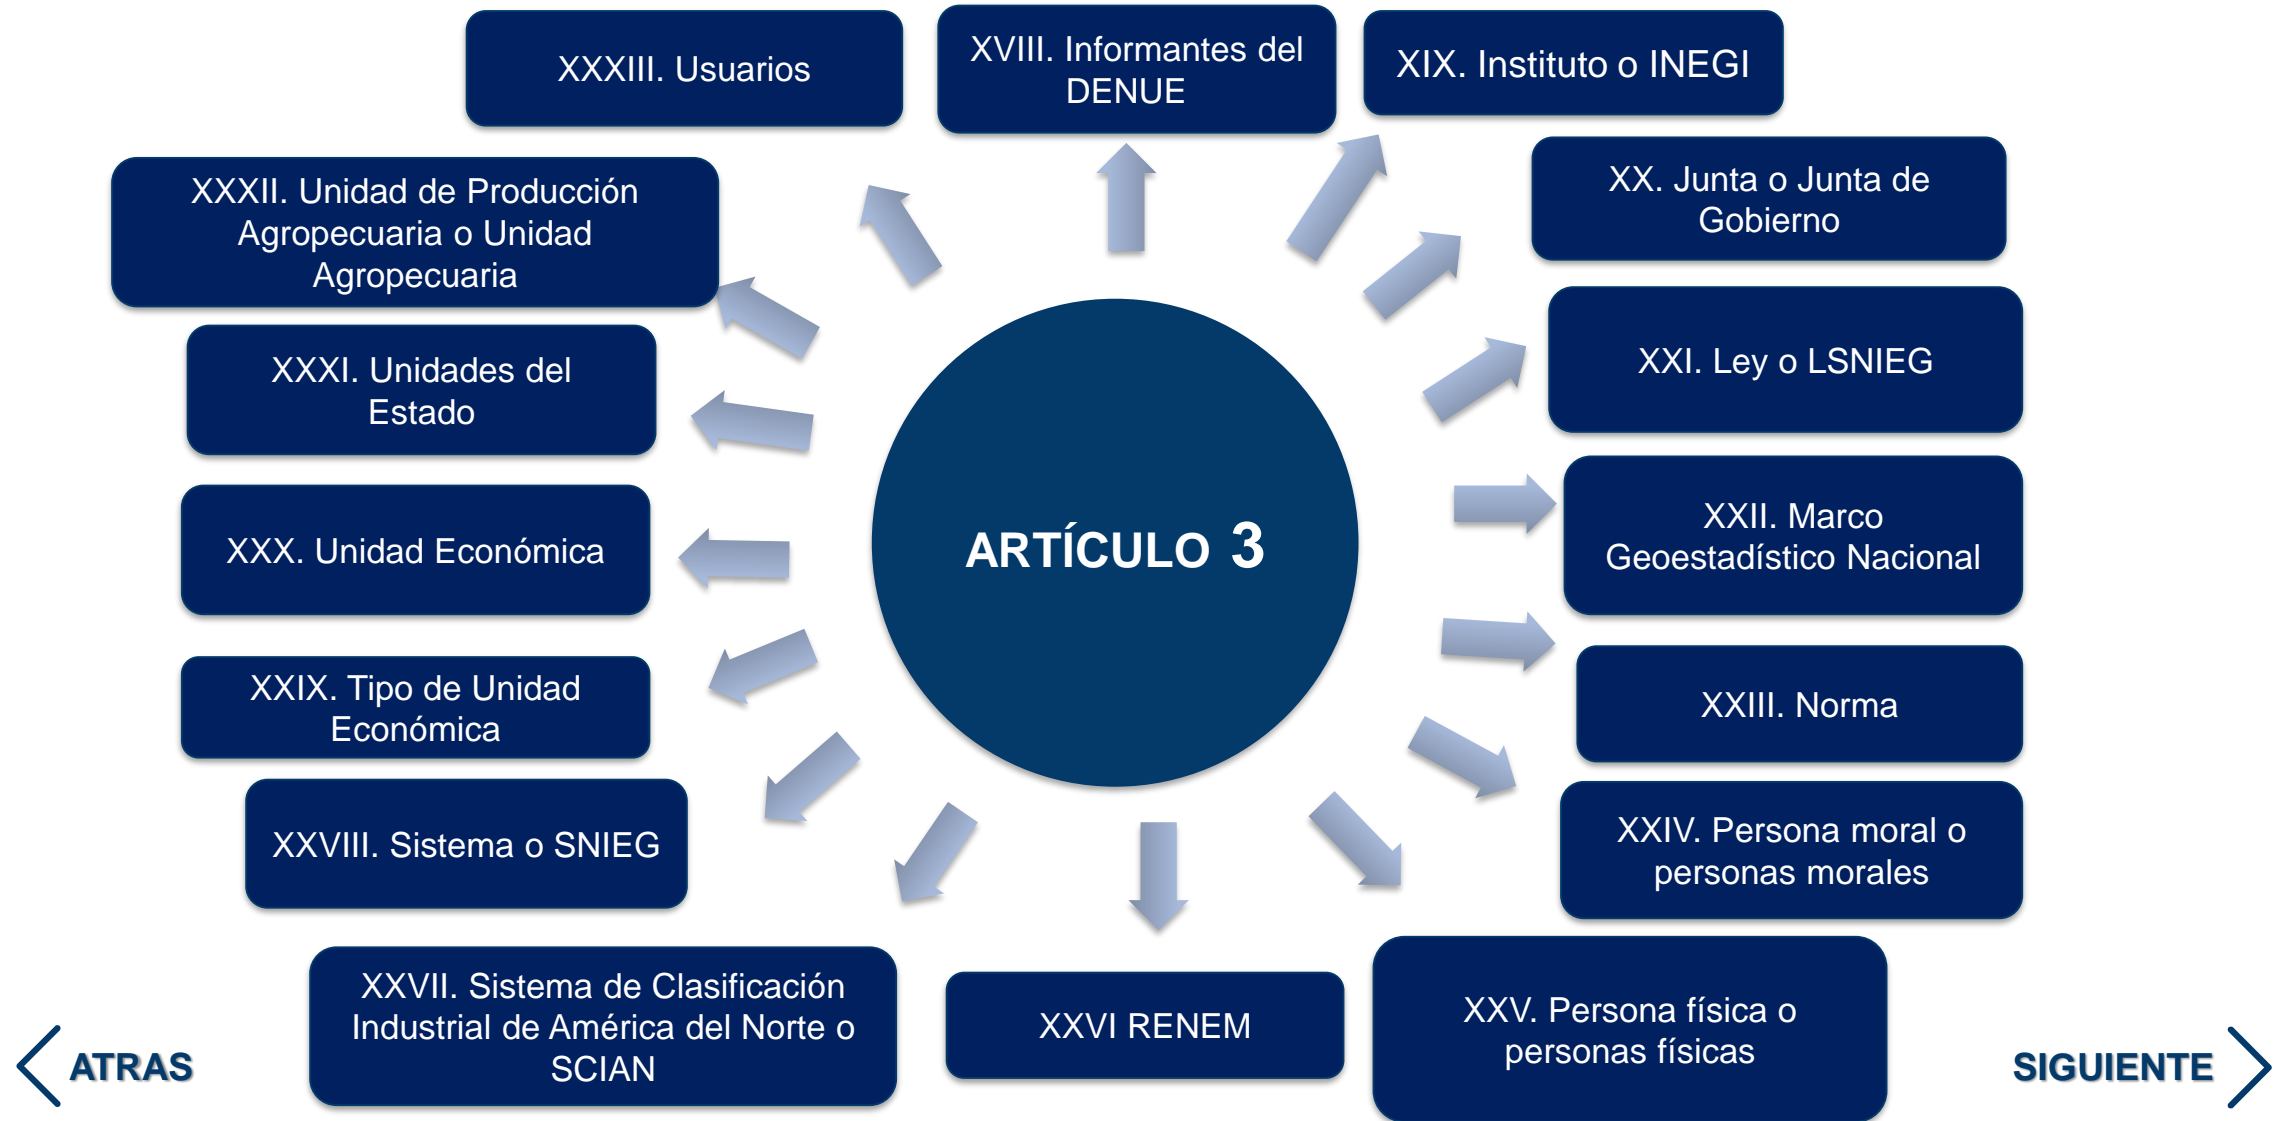 XXXIII. Usuarios
XVIII. Informantes del
DENUE
XIX. Instituto o INEGI
XX. Junta o Junta de
Gobierno
XXI. Ley o LSNIEG
XXII. Marco
Geoestadístico Nacional
XXIII. Norma
XXIV. Persona moral o
personas morales
XXV. Persona física o
personas físicas
XXVI RENEM
XXVII. Sistema de Clasificación
Industrial de América del Norte o
SCIAN
XXVIII. Sistema o SNIEG
XXIX. Tipo de Unidad
Económica
XXX. Unidad Económica
XXXI. Unidades del
Estado
XXXII. Unidad de Producción
Agropecuaria o Unidad
Agropecuaria
ARTÍCULO 3
ATRAS
SIGUIENTE